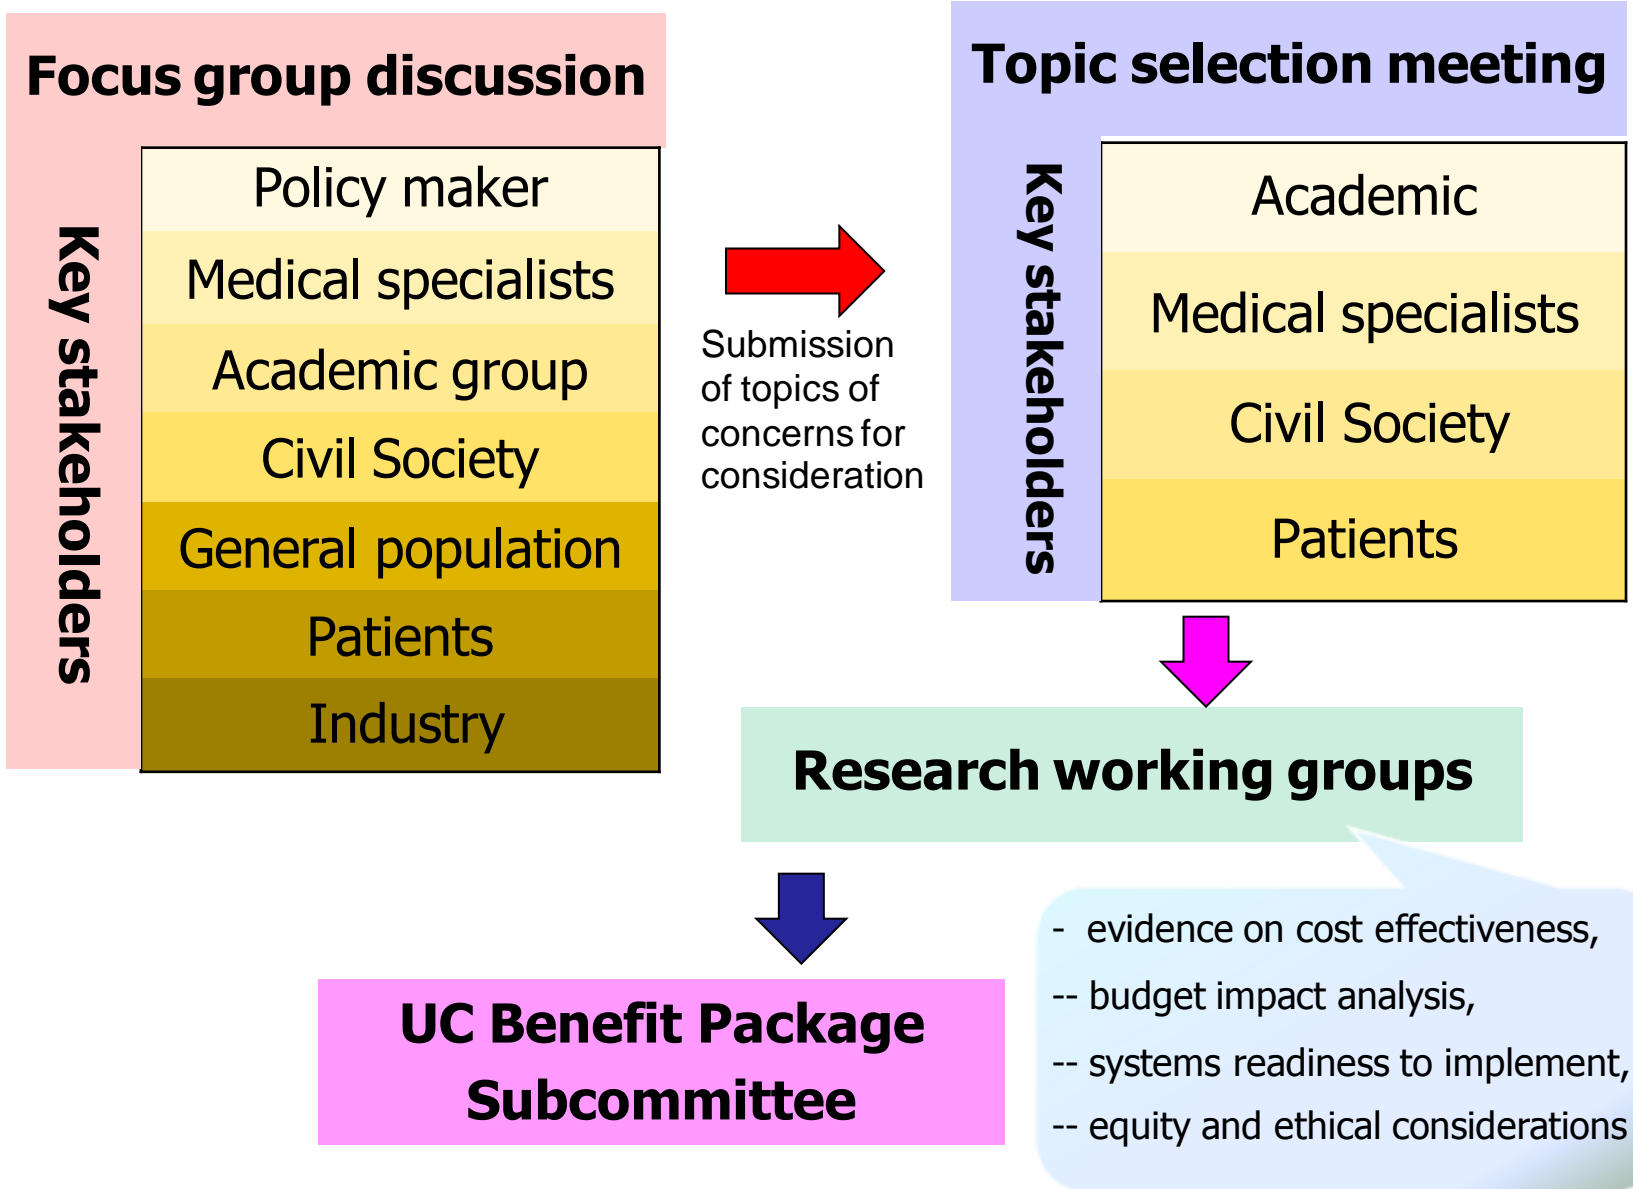 Focus group discussion
Key stakeholders
Policy maker
Medical specialists
Academic group
Civil Society
General population
Patients
Industry
Submission
of topics of
concerns for
consideration
Topic selection meeting
Key stakeholders
Academic
Medical specialists
Civil Society
Patients
Research working groups
- evidence on cost effectiveness,
-- budget impact analysis,
-- systems readiness to implement,
-- equity and ethical considerations
UC Benefit Package
Subcommittee